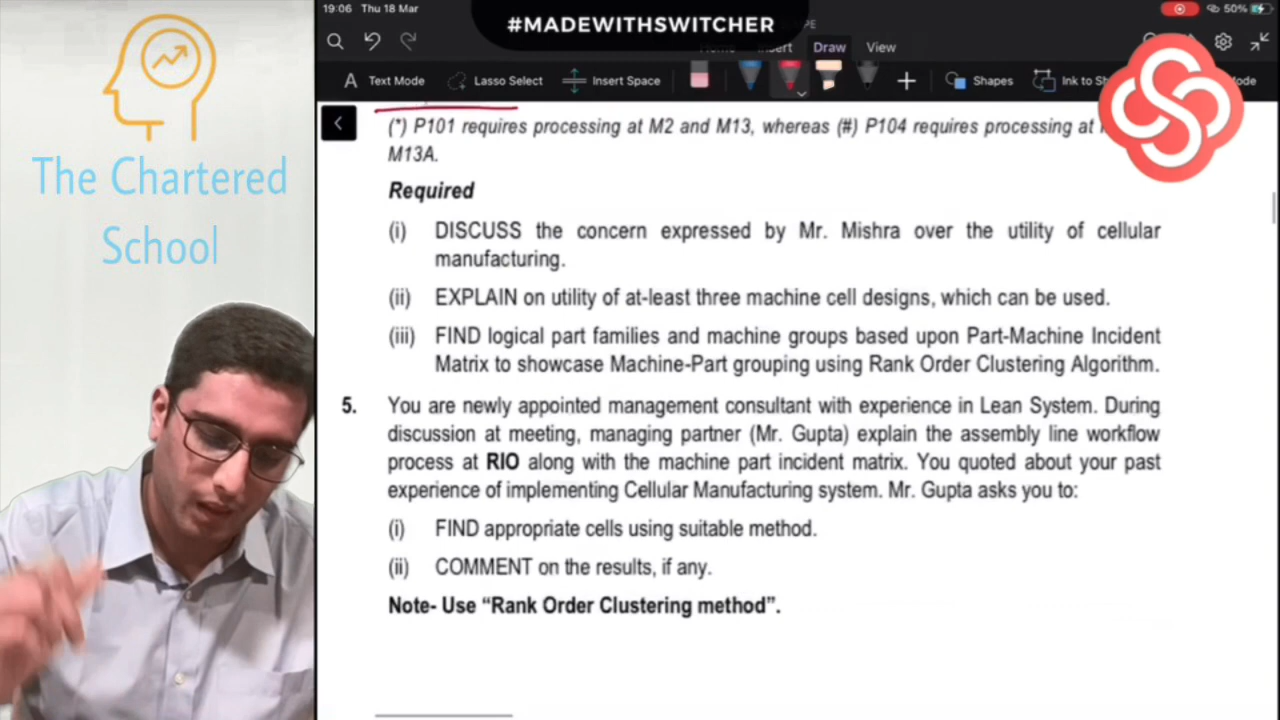 19:06 Thu 18 Mar
#MADEWITHSWITCHER
50%
Insert
Draw
View
Text Mode
Lasso Select
Insert Space
Shapes
The Chartered
School
(*) P101 requires processing at M2 and M13, whereas (#) P104 requires processing at
M13A.
Required
(i) DISCUSS the concern expressed by Mr. Mishra over the utility of cellular
manufacturing.
(ii) EXPLAIN on utility of at-least three machine cell designs, which can be used.
(iii) FIND logical part families and machine groups based upon Part-Machine Incident
Matrix to showcase Machine-Part grouping using Rank Order Clustering Algorithm.
5. You are newly appointed management consultant with experience in Lean System. During
discussion at meeting, managing partner (Mr. Gupta) explain the assembly line workflow
process at RIO along with the machine part incident matrix. You quoted about your past
experience of implementing Cellular Manufacturing system. Mr. Gupta asks you to:
(i) FIND appropriate cells using suitable method.
(ii) COMMENT on the results, if any.
Note- Use “Rank Order Clustering method”.